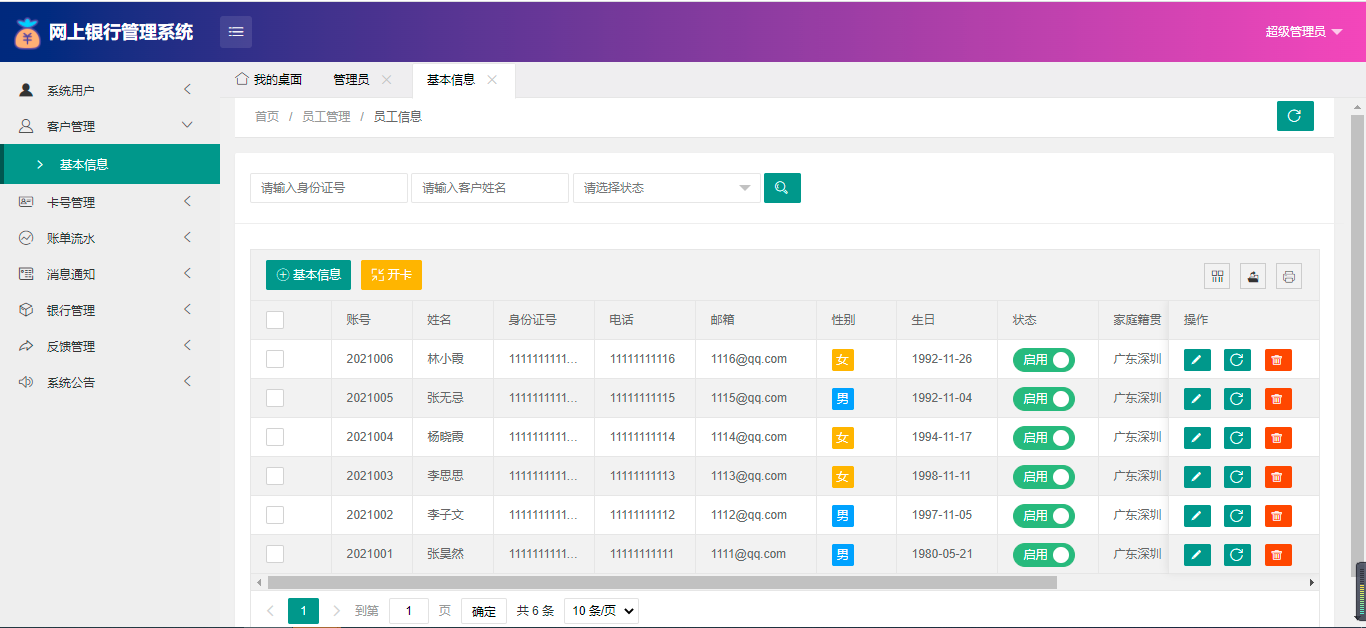 网上银行管理系统
超级管理员
系统用户
客户管理
基本信息
卡号管理
账单流水
消息通知
银行管理
反馈管理
系统公告
我的桌面 管理员 基本信息
首页 / 员工管理 / 员工信息
请输入身份证号 请输入客户姓名 请选择状态
基本信息 开卡
账号 姓名 身份证号 电话 邮箱 性别 生日 状态 家庭籍贯 操作
2021006 林小霞 1111111111... 11111111116 1116@qq.com 女 1992-11-26 启用 广东深圳
2021005 张无忌 1111111111... 11111111115 1115@qq.com 男 1992-11-04 启用 广东深圳
2021004 杨晓霞 1111111111... 11111111114 1114@qq.com 女 1994-11-17 启用 广东深圳
2021003 李思思 1111111111... 11111111113 1113@qq.com 女 1998-11-11 启用 广东深圳
2021002 李子文 1111111111... 11111111112 1112@qq.com 男 1997-11-05 启用 广东深圳
2021001 张昊然 1111111111... 11111111111 1111@qq.com 男 1980-05-21 启用 广东深圳
1 到第 1 页 确定 共 6 条 10 条/页